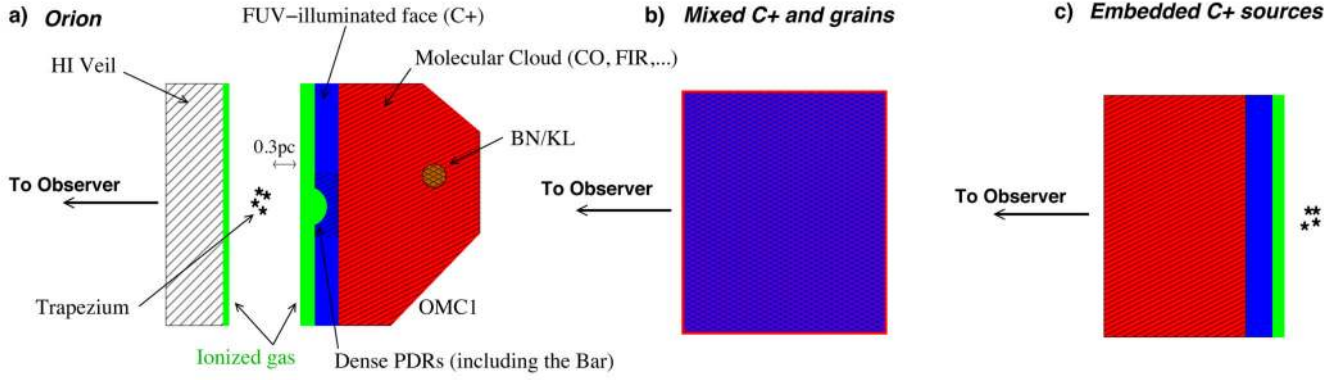 a) Orion
FUV−illuminated face (C+)
HI Veil
Molecular Cloud (CO, FIR,...)
0.3pc
BN/KL
To Observer
Trapezium
OMC1
Ionized gas
Dense PDRs (including the Bar)
b) Mixed C+ and grains
To Observer
c) Embedded C+ sources
To Observer